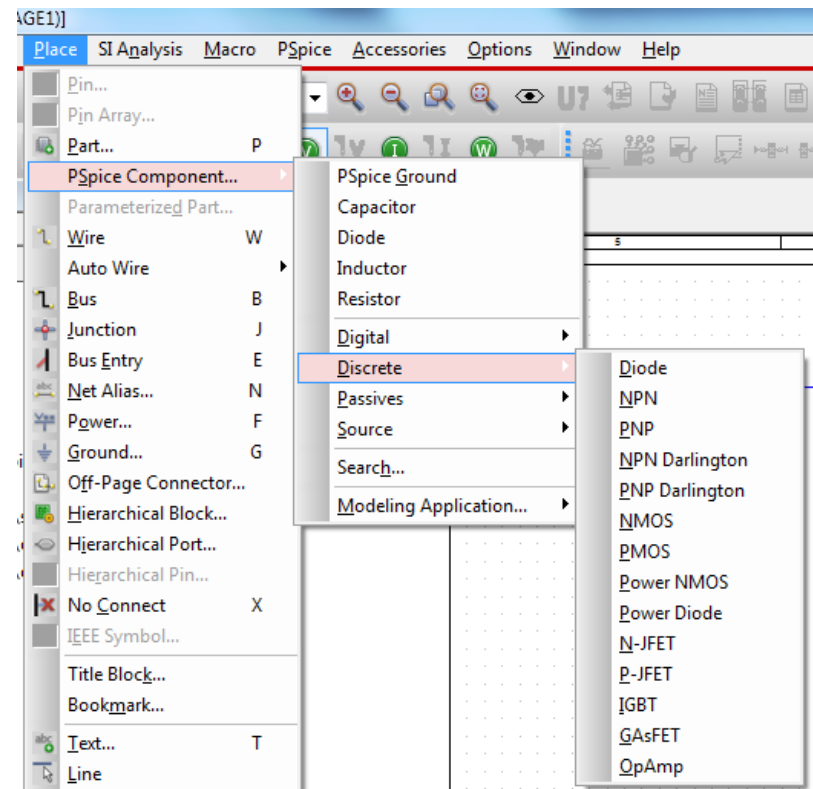 AGE1)]
Place SI Analysis Macro PSpice Accessories Options Window Help
Pin...
Pin Array...
Part... P
PSpice Component...
Parameterized Part...
Wire W
Auto Wire
Bus B
Junction J
Bus Entry E
Net Alias... N
Power... F
Ground... G
Off-Page Connector...
Hierarchical Block...
Hierarchical Port...
Hierarchical Pin...
No Connect X
IEEE Symbol...
Title Block...
Bookmark...
Text... T
Line
PSpice Ground
Capacitor
Diode
Inductor
Resistor
Digital
Discrete
Passives
Source
Search...
Modeling Application...
Diode
NPN
PNP
NPN Darlington
PNP Darlington
NMOS
PMOS
Power NMOS
Power Diode
N-JFET
P-JFET
IGBT
GAsFET
OpAmp
U?
V
I
I
W
5